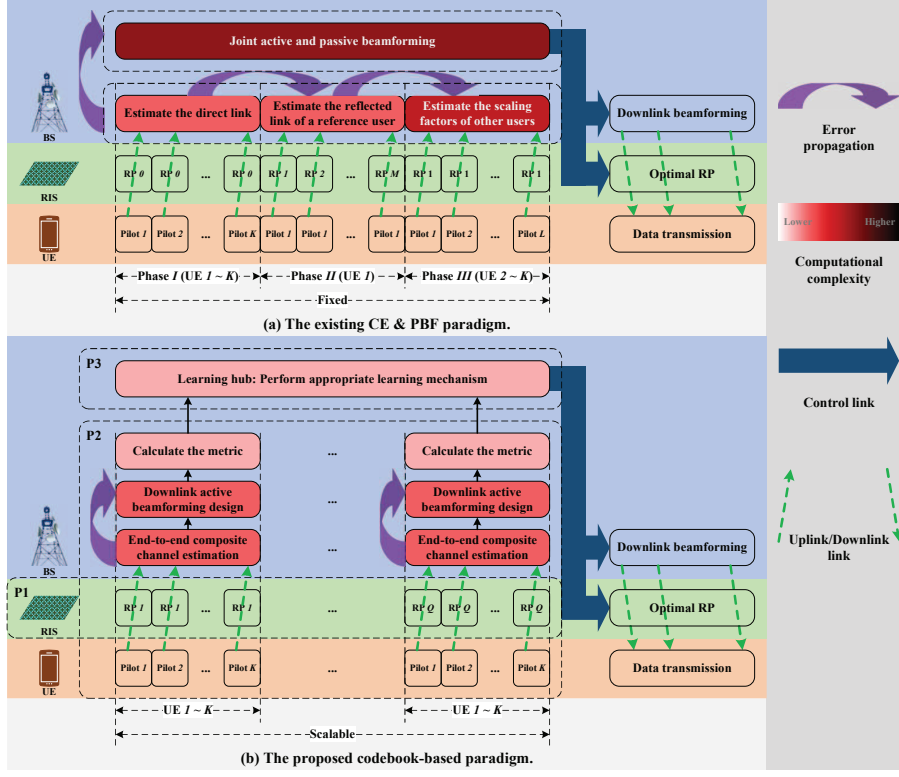 Joint active and passive beamforming
Estimate the direct link
Estimate the reflected
link of a reference user
Estimate the scaling
factors of other users
Downlink beamforming
BS
RP 0 RP 0 ... RP 0 RP 1 RP 2 ... RP M RP 1 RP 1 ... RP 1
Optimal RP
RIS
Pilot 1 Pilot 2 ... Pilot K Pilot 1 Pilot 1 ... Pilot 1 Pilot 1 Pilot 2 ... Pilot L
Data transmission
UE
Phase I (UE 1 ~ K) Phase II (UE 1) Phase III (UE 2 ~ K)
Fixed
(a) The existing CE & PBF paradigm.
P3
Learning hub: Perform appropriate learning mechanism
P2
Calculate the metric ... Calculate the metric
Downlink active
beamforming design
...
Downlink active
beamforming design
End-to-end composite
channel estimation
...
End-to-end composite
channel estimation
Downlink beamforming
BS
P1
RP 1 RP 1 ... RP 1 ... RP Q RP Q ... RP Q
Optimal RP
RIS
Pilot 1 Pilot 2 ... Pilot K ... Pilot 1 Pilot 2 ... Pilot K
Data transmission
UE
UE 1 ~ K UE 1 ~ K
Scalable
(b) The proposed codebook-based paradigm.
Error
propagation
Lower Higher
Computational
complexity
Control link
Uplink/Downlink
link